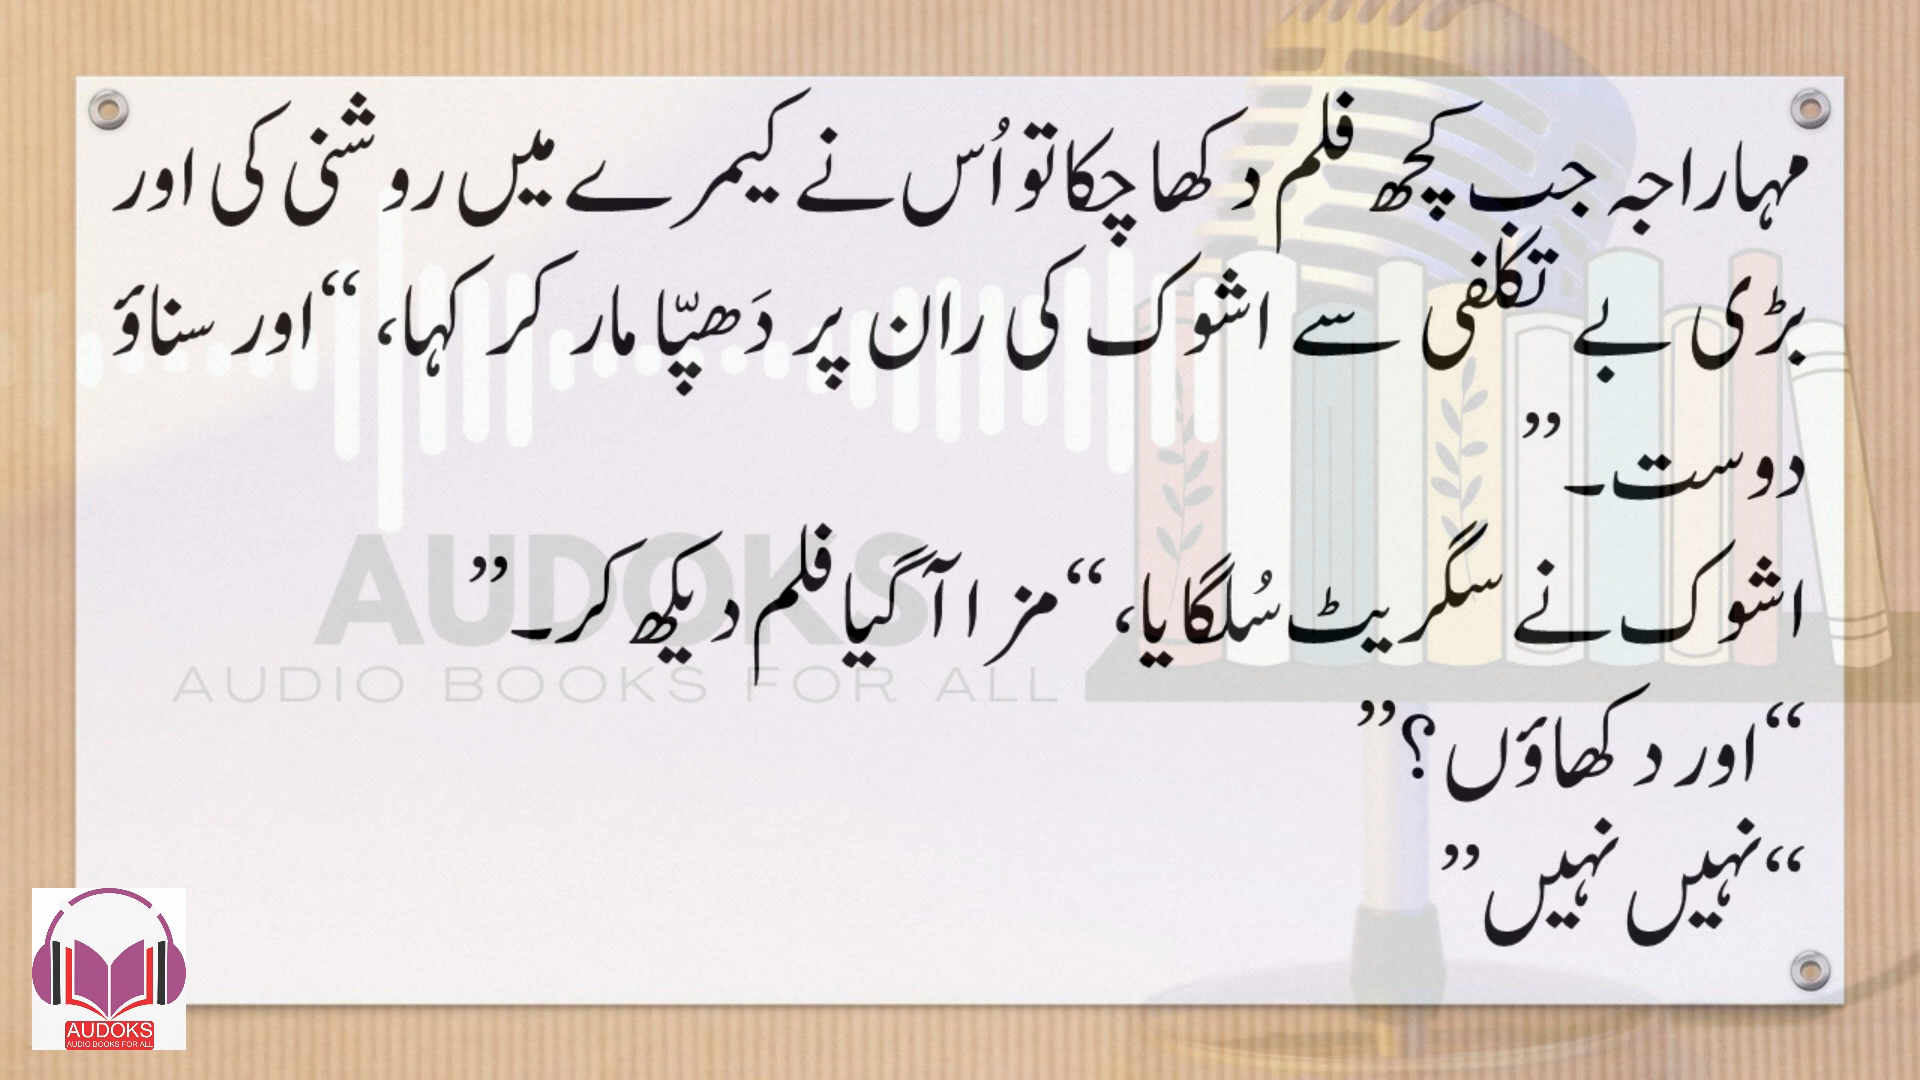 مہاراجہ جب کچھ فلم دکھا چکا تو اُس نے کیمرے میں روشنی کی اور
بڑی بے تکلفی سے اشوک کی ران پر دَھپّا مار کر کہا، “اور سناؤ
دوست۔”
اشوک نے سگریٹ سُلگایا، “مزا آ گیا فلم دیکھ کر۔”
“اور دکھاؤں؟”
“نہیں نہیں”
AUDOKS
AUDIO BOOKS FOR ALL
AUDOKS
AUDIO BOOKS FOR ALL